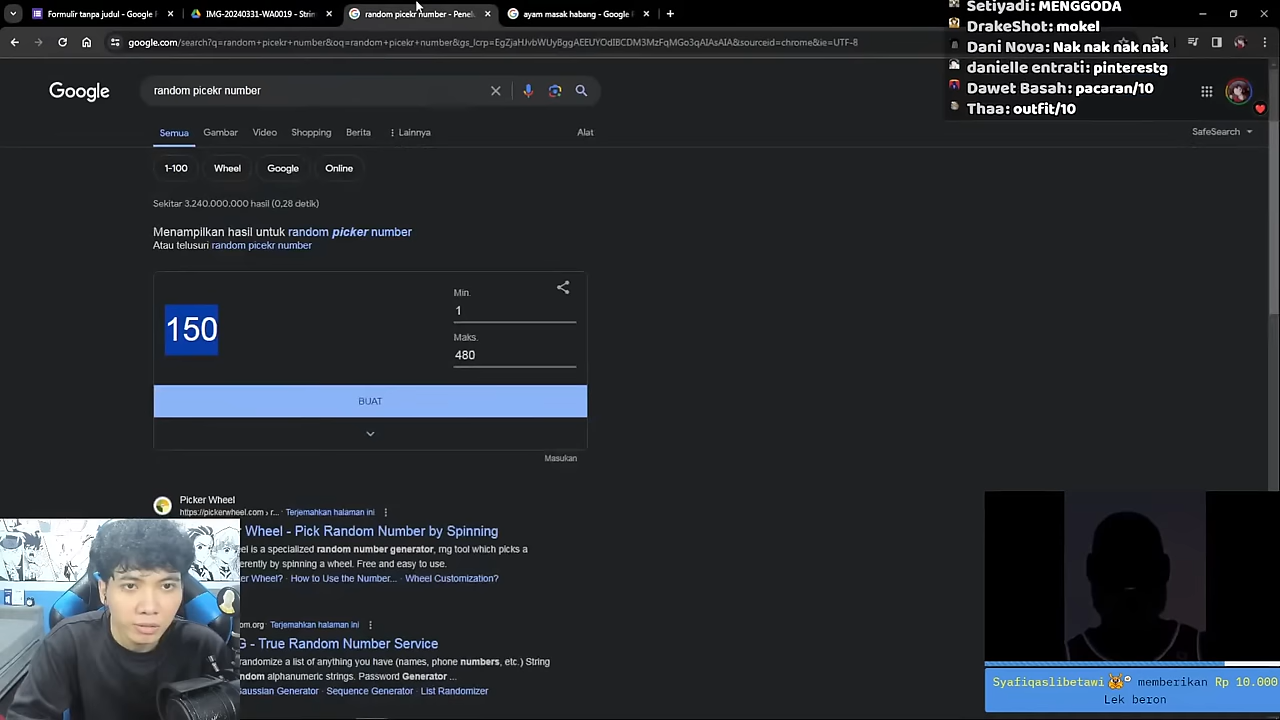 Formulir tanpa judul - Google
IMG-20240331-WA0019 - Strin
random picekr number - Penel
ayam masak habang - Google
google.com/search?q=random+picekr+number&oq=random+picekr+number&gs_lcrp=EgZjaHJvbWUyBggAEEUYOdIBCDM3MzFqMGo3qAIAsAIA&sourceid=chrome&ie=UTF-8
Setiyadi: MENGGODA
DrakeShot: mokel
Dani Nova: Nak nak nak nak
danielle entrati: pinterestg
Dawet Basah: pacaran/10
Thaa: outfit/10
Google
random picekr number
Semua Gambar Video Shopping Berita Lainnya Alat
SafeSearch
1-100 Wheel Google Online
Sekitar 3.240.000.000 hasil (0,28 detik)
Menampilkan hasil untuk random picker number
Atau telusuri random picekr number
150
Min.
1
Maks.
480
BUAT
Masukan
Picker Wheel
https://pickerwheel.com › r... · Terjemahkan halaman ini
Wheel - Pick Random Number by Spinning
el is a specialized random number generator, rng tool which picks a
erently by spinning a wheel. Free and easy to use.
er Wheel? · How to Use the Number... · Wheel Customization?
om.org · Terjemahkan halaman ini
G - True Random Number Service
andomize a list of anything you have (names, phone numbers, etc.) String
ndom alphanumeric strings. Password Generator ...
aussian Generator · Sequence Generator · List Randomizer
Syafiqaslibetawi memberikan Rp 10.000
Lek beron